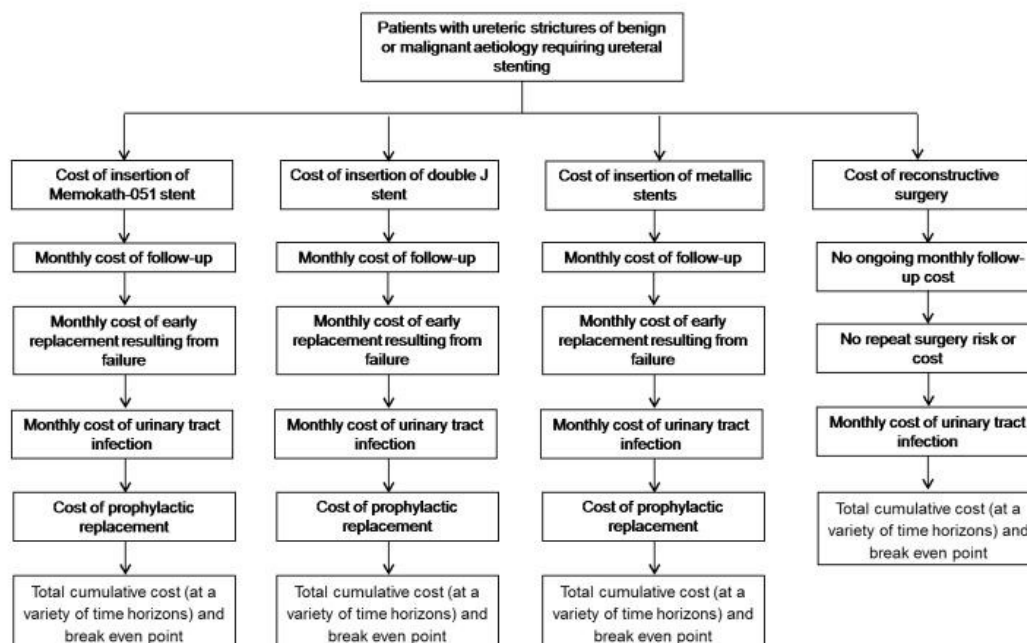 Patients with ureteric strictures of benign
or malignant aetiology requiring ureteral
stenting
Cost of insertion of
Memokath-051 stent
Monthly cost of follow-up
Monthly cost of early
replacement resulting from
failure
Monthly cost of urinary tract
infection
Cost of prophylactic
replacement
Total cumulative cost (at a
variety of time horizons) and
break even point
Cost of insertion of double J
stent
Monthly cost of follow-up
Monthly cost of early
replacement resulting from
failure
Monthly cost of urinary tract
infection
Cost of prophylactic
replacement
Total cumulative cost (at a
variety of time horizons) and
break even point
Cost of insertion of metallic
stents
Monthly cost of follow-up
Monthly cost of early
replacement resulting from
failure
Monthly cost of urinary tract
infection
Cost of prophylactic
replacement
Total cumulative cost (at a
variety of time horizons) and
break even point
Cost of reconstructive
surgery
No ongoing monthly follow-
up cost
No repeat surgery risk or
cost
Monthly cost of urinary tract
infection
Total cumulative cost (at a
variety of time horizons) and
break even point